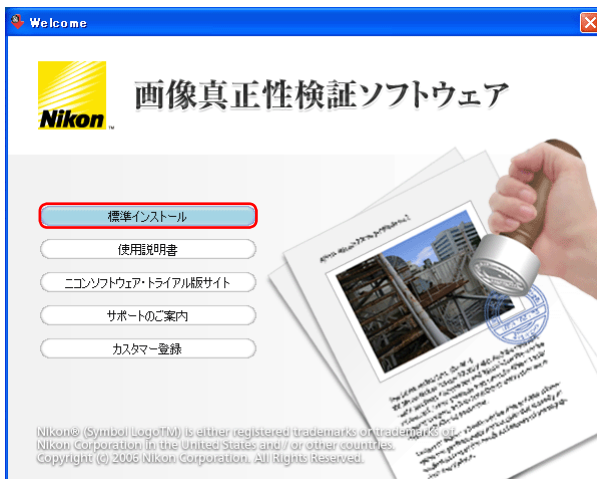 Welcome
Nikon
画像真正性検証ソフトウェア
標準インストール
使用説明書
ニコンソフトウェア・トライアル版サイト
サポートのご案内
カスタマー登録
Nikon® (Symbol LogoTM) is either registered trademarks or trademarks of
Nikon Corporation in the United States and / or other countries.
Copyright (c) 2006 Nikon Corporation. All Rights Reserved.